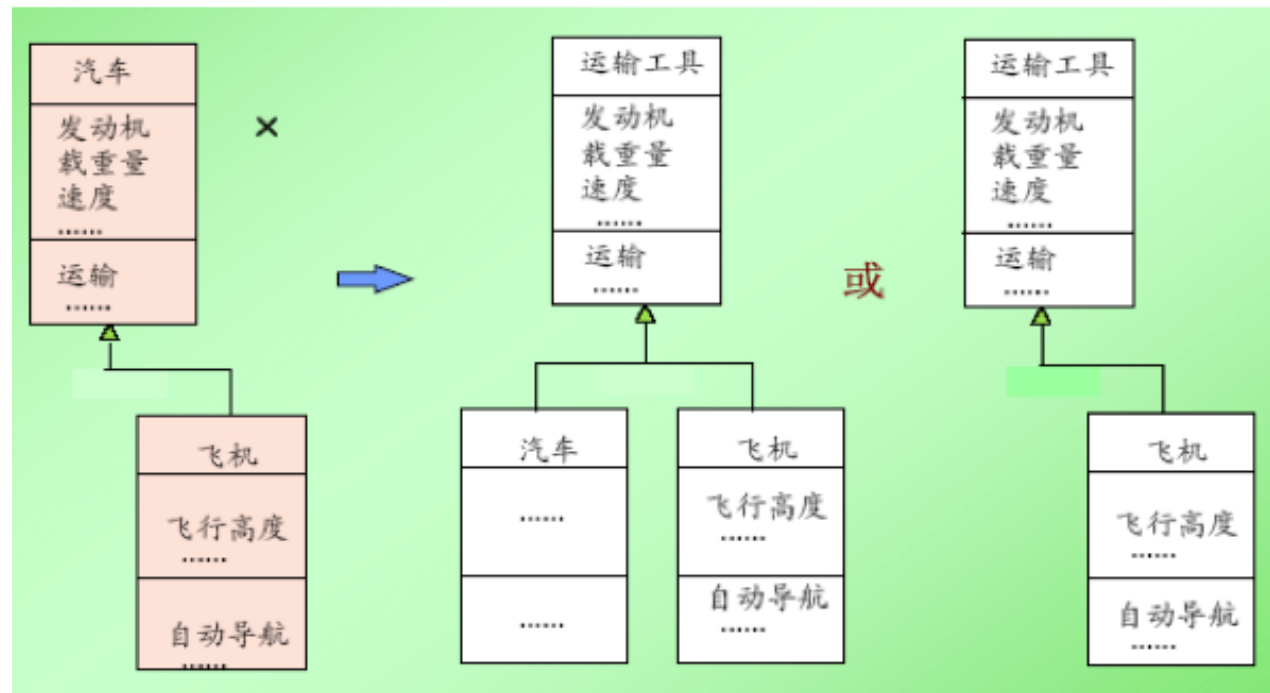 汽车
发动机
载重量
速度
……
运输
……
飞机
飞行高度
……
自动导航
……
×
运输工具
发动机
载重量
速度
……
运输
……
汽车
……
……
飞机
飞行高度
……
自动导航
……
或
运输工具
发动机
载重量
速度
……
运输
……
飞机
飞行高度
……
自动导航
……